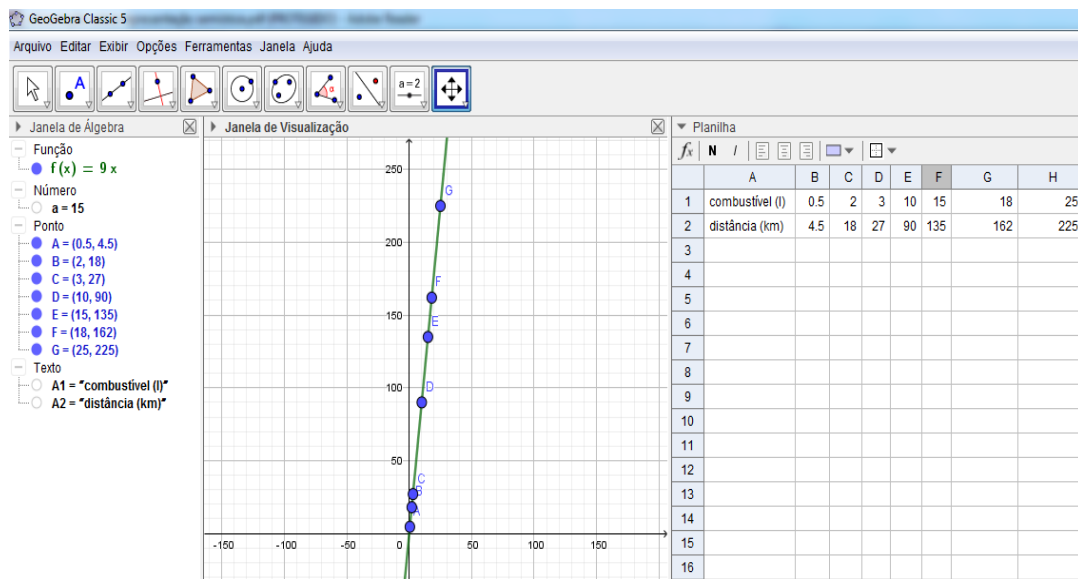 GeoGebra Classic 5
Arquivo Editar Exibir Opções Ferramentas Janela Ajuda
A
α
a=2
Janela de Álgebra
Função
f(x) = 9 x
Número
a = 15
Ponto
A = (0.5, 4.5)
B = (2, 18)
C = (3, 27)
D = (10, 90)
E = (15, 135)
F = (18, 162)
G = (25, 225)
Texto
A1 = "combustível (l)"
A2 = "distância (km)"
Janela de Visualização
250
G
200
F
150
E
100
D
50
C
B
A
-150 -100 -50 0 50 100 150
Planilha
fx N I
A B C D E F G H
1 combustível (l) 0.5 2 3 10 15 18 25
2 distância (km) 4.5 18 27 90 135 162 225
3
4
5
6
7
8
9
10
11
12
13
14
15
16